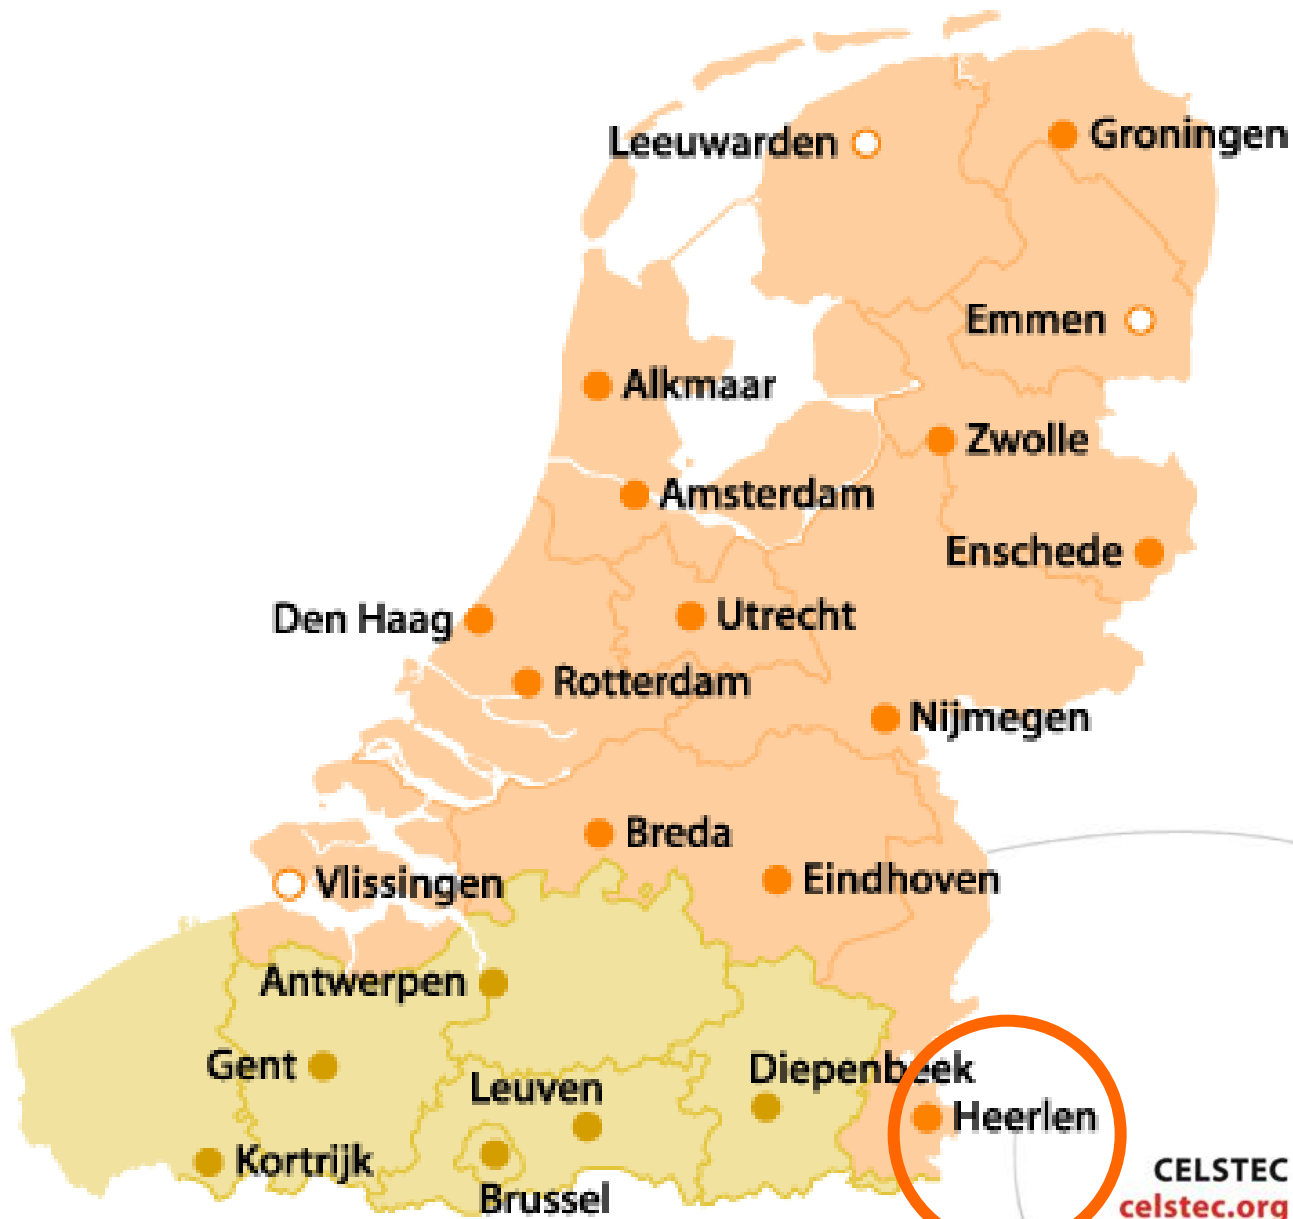 Leeuwarden
Groningen
Emmen
Alkmaar
Zwolle
Amsterdam
Enschede
Den Haag
Utrecht
Rotterdam
Nijmegen
Breda
Eindhoven
Vlissingen
Antwerpen
Gent
Diepenbeek
Leuven
Heerlen
Kortrijk
Brussel
CELSTEC
celstec.org